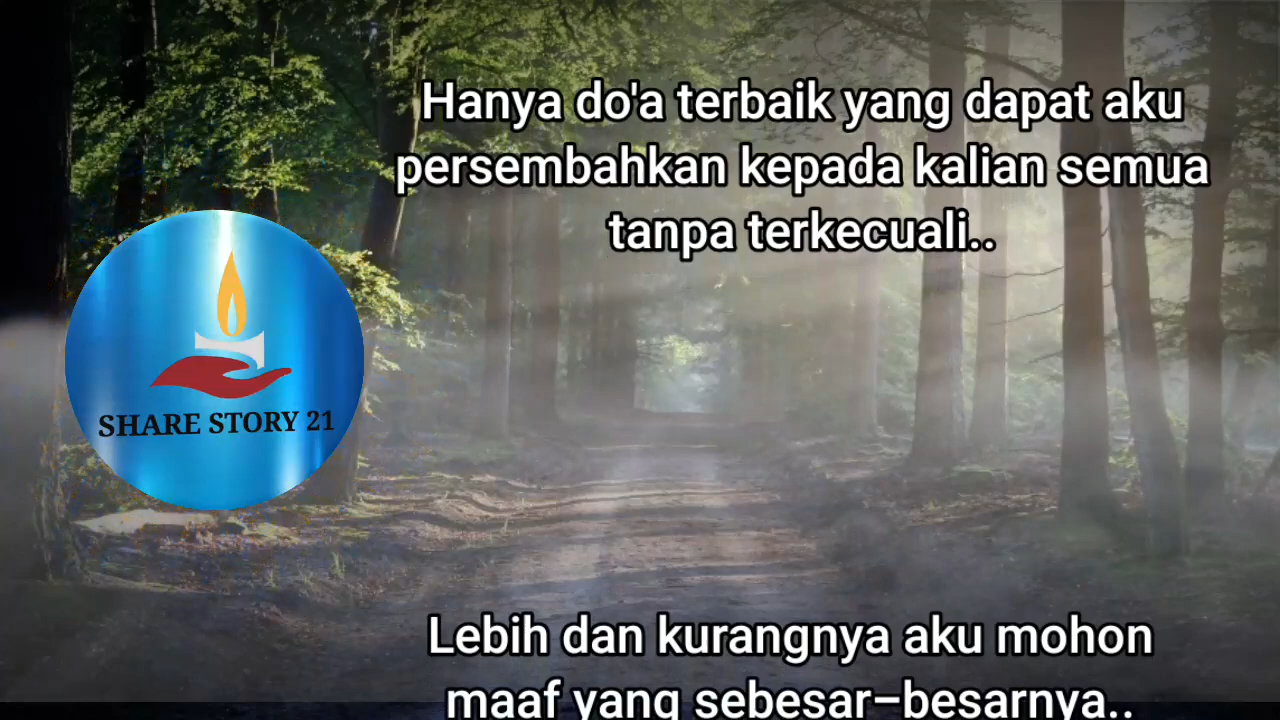 Hanya do'a terbaik yang dapat aku
persembahkan kepada kalian semua
tanpa terkecuali..
SHARE STORY 21
Lebih dan kurangnya aku mohon
maaf yang sebesar–besarnya..